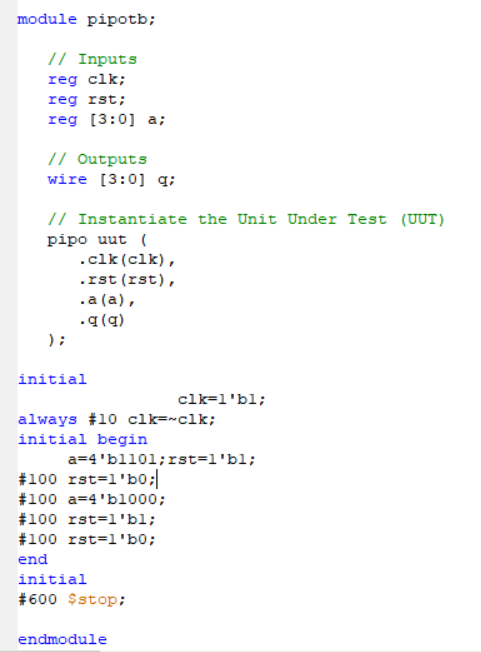 module pipotb;
// Inputs
reg clk;
reg rst;
reg [3:0] a;
// Outputs
wire [3:0] q;
// Instantiate the Unit Under Test (UUT)
pipo uut (
.clk(clk),
.rst(rst),
.a(a),
.q(q)
);
initial
clk=1'b1;
always #10 clk=~clk;
initial begin
a=4'b1101;rst=1'b1;
#100 rst=1'b0;
#100 a=4'b1000;
#100 rst=1'b1;
#100 rst=1'b0;
end
initial
#600 $stop;
endmodule